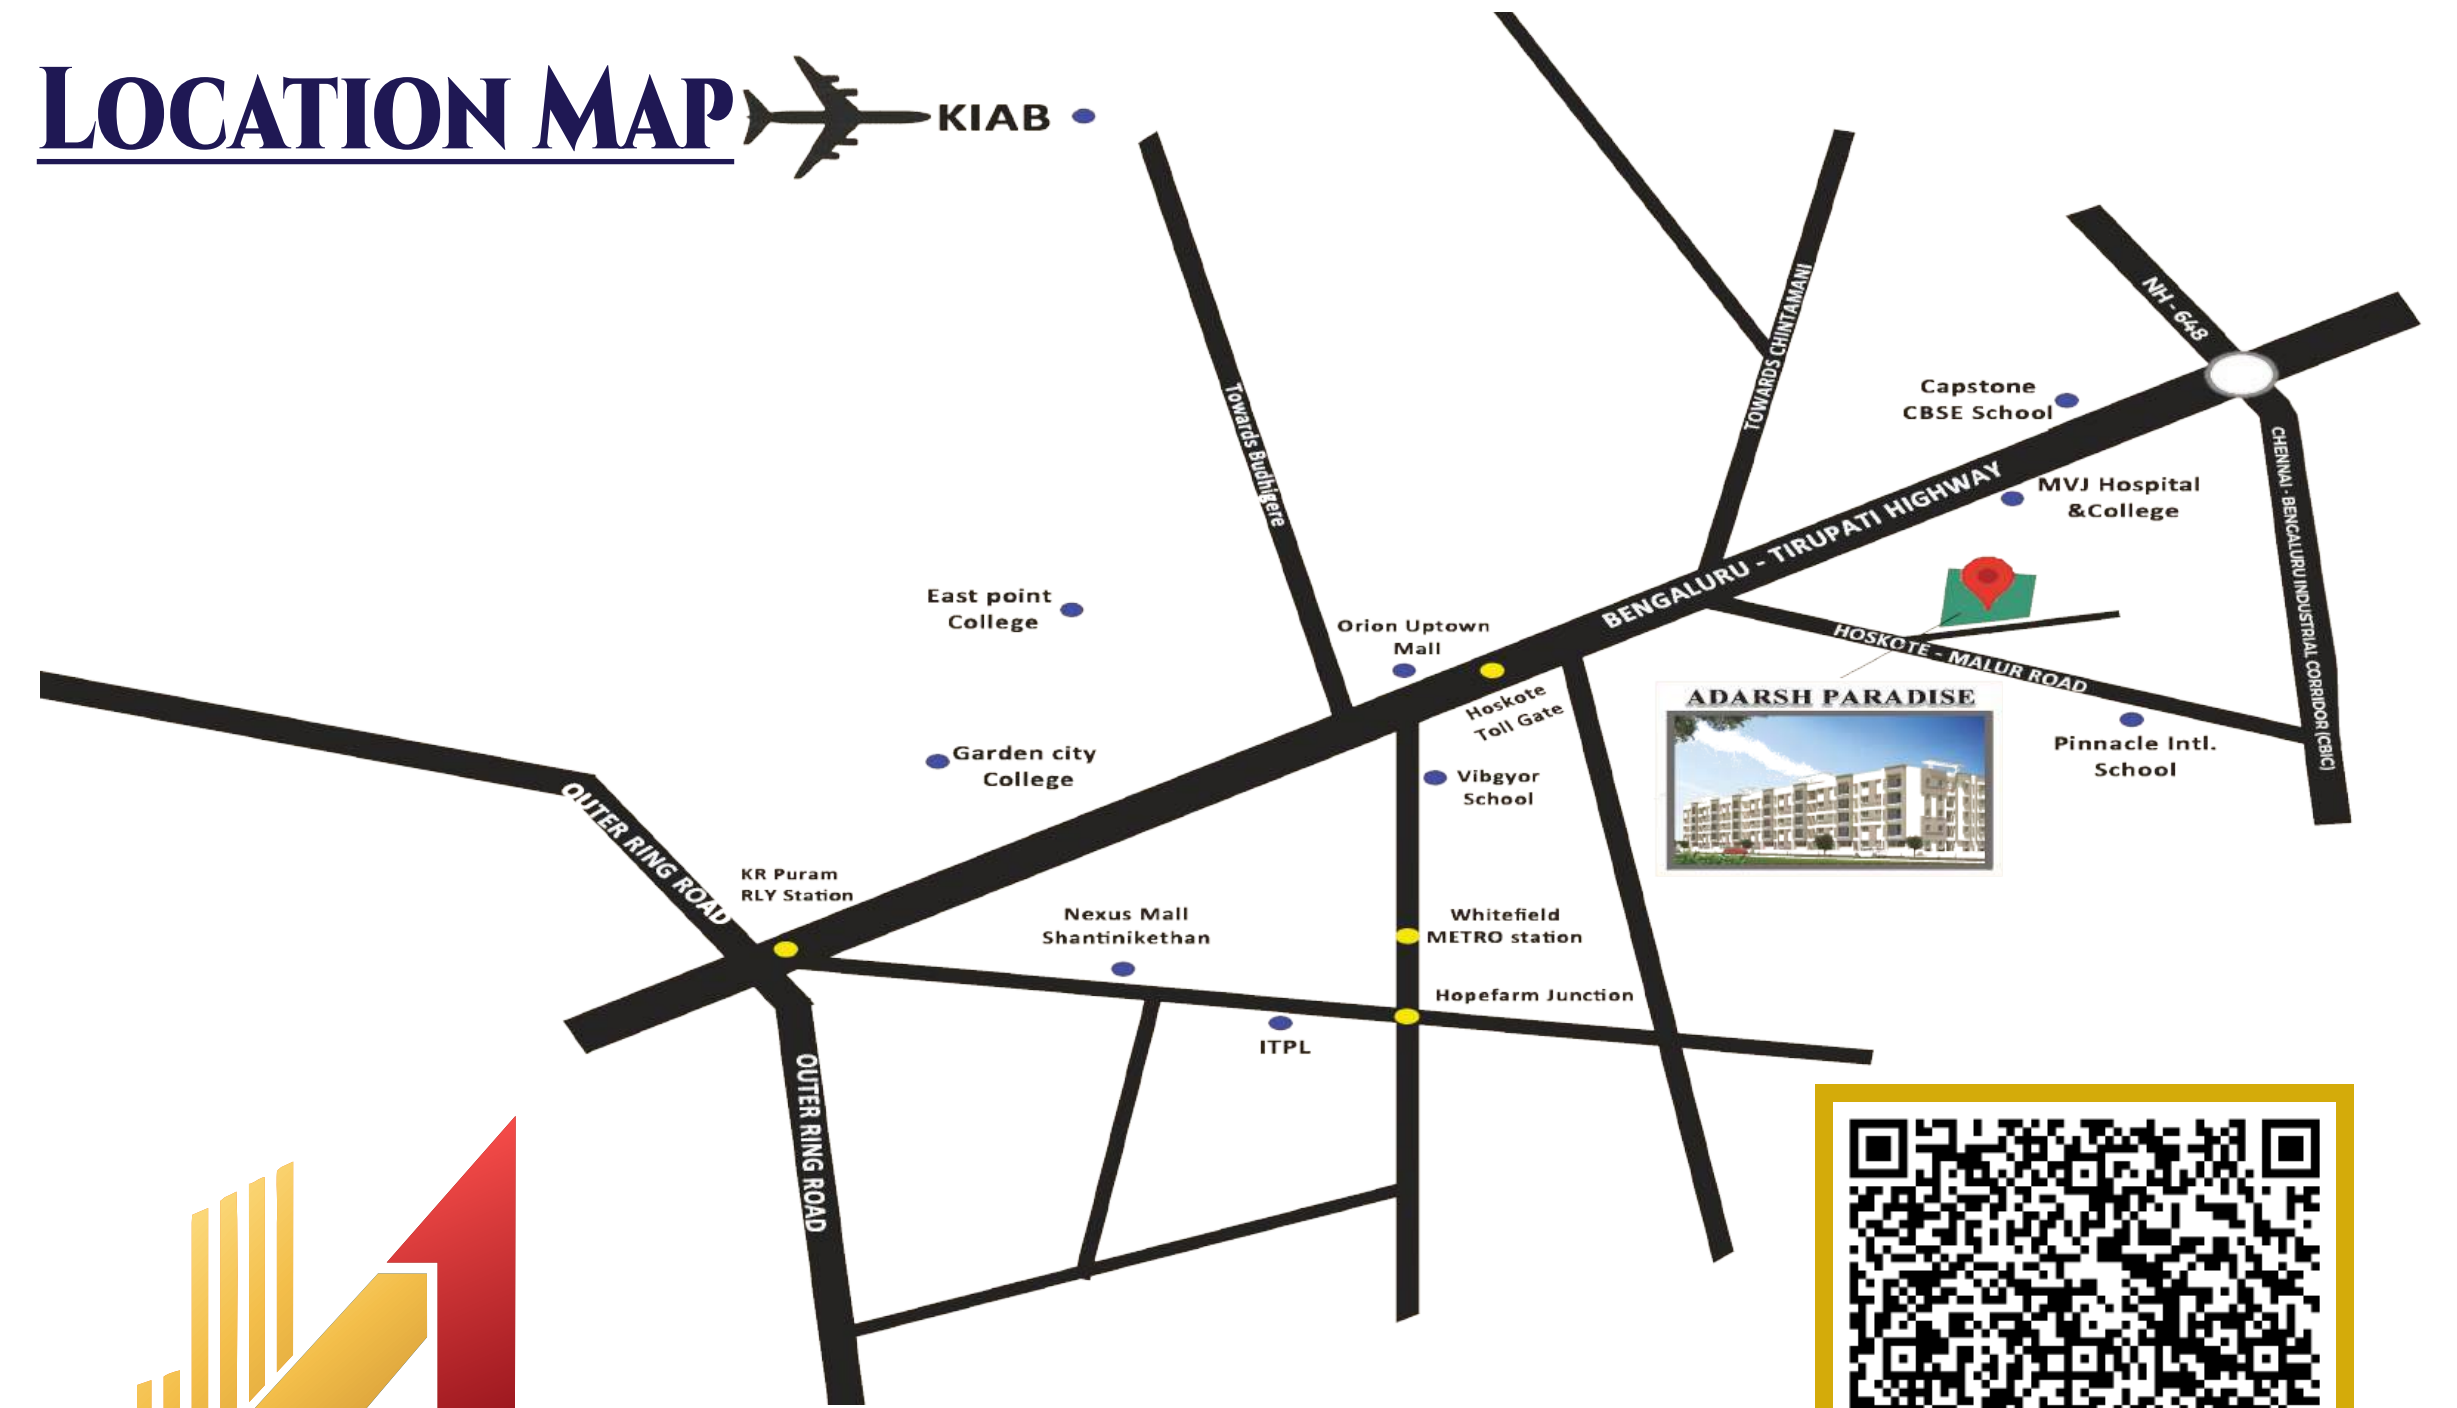 LOCATION MAP
KIAB
Towards Budhigere
TOWARDS CHINTAMANI
NH - 648
Capstone
CBSE School
MVJ Hospital
&College
BENGALURU - TIRUPATI HIGHWAY
CHENNAI - BENGALURU INDUSTRIAL CORRIDOR (CBIC)
East point
College
Orion Uptown
Mall
Hoskote
Toll Gate
HOSKOTE - MALUR ROAD
ADARSH PARADISE
Pinnacle Intl.
School
Garden city
College
Vibgyor
School
OUTER RING ROAD
KR Puram
RLY Station
Nexus Mall
Shantinikethan
Whitefield
METRO station
Hopefarm Junction
ITPL
OUTER RING ROAD